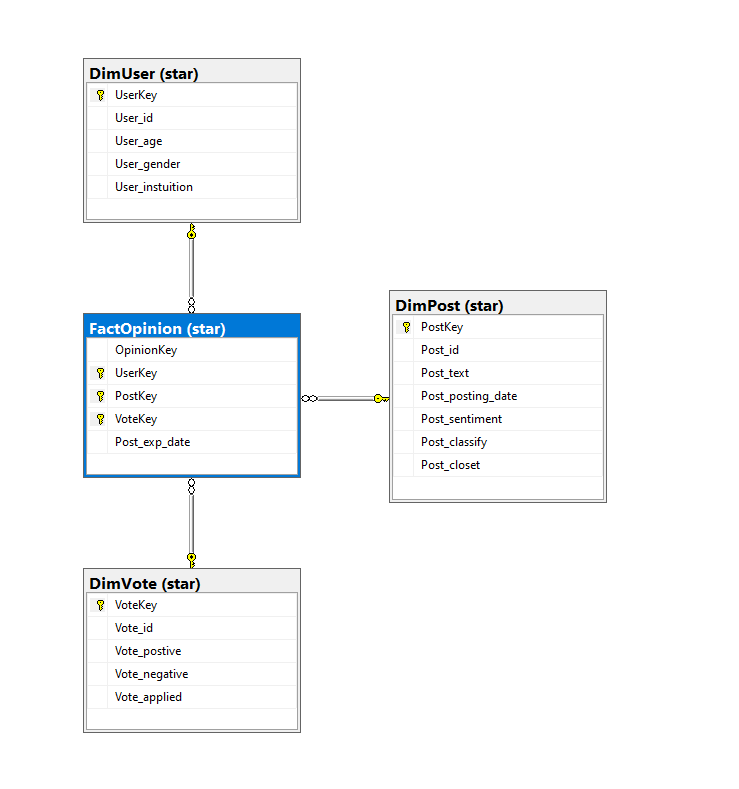 DimUser (star)
UserKey
User_id
User_age
User_gender
User_instuition
FactOpinion (star)
OpinionKey
UserKey
PostKey
VoteKey
Post_exp_date
DimPost (star)
PostKey
Post_id
Post_text
Post_posting_date
Post_sentiment
Post_classify
Post_closet
DimVote (star)
VoteKey
Vote_id
Vote_postive
Vote_negative
Vote_applied